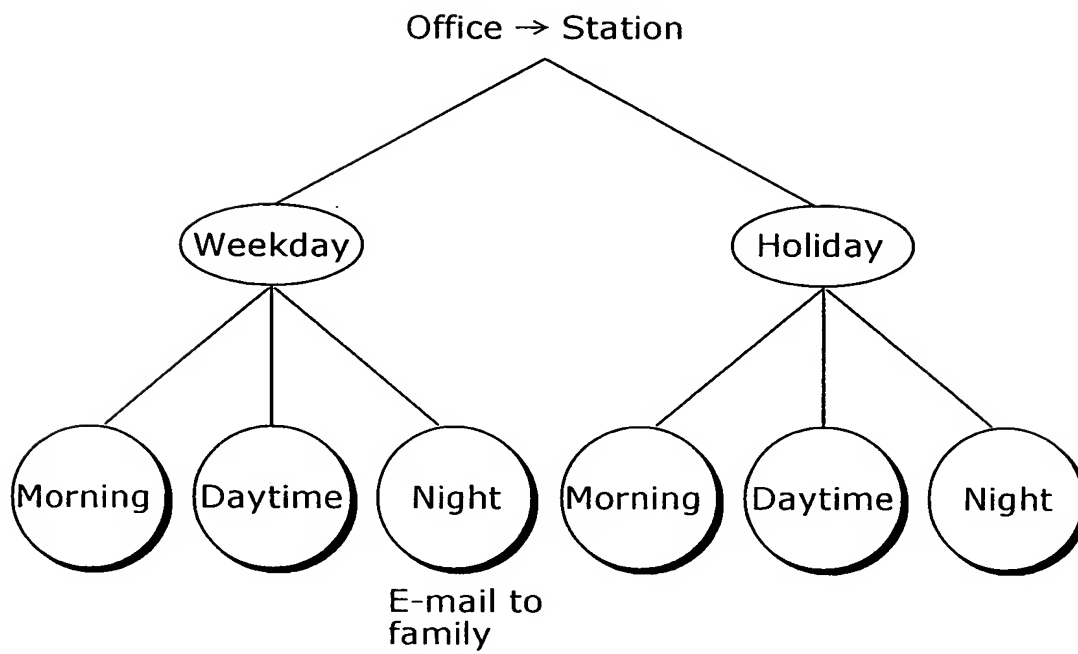 Office → Station
Weekday
Holiday
Morning
Daytime
Night
Morning
Daytime
Night
E-mail to
family